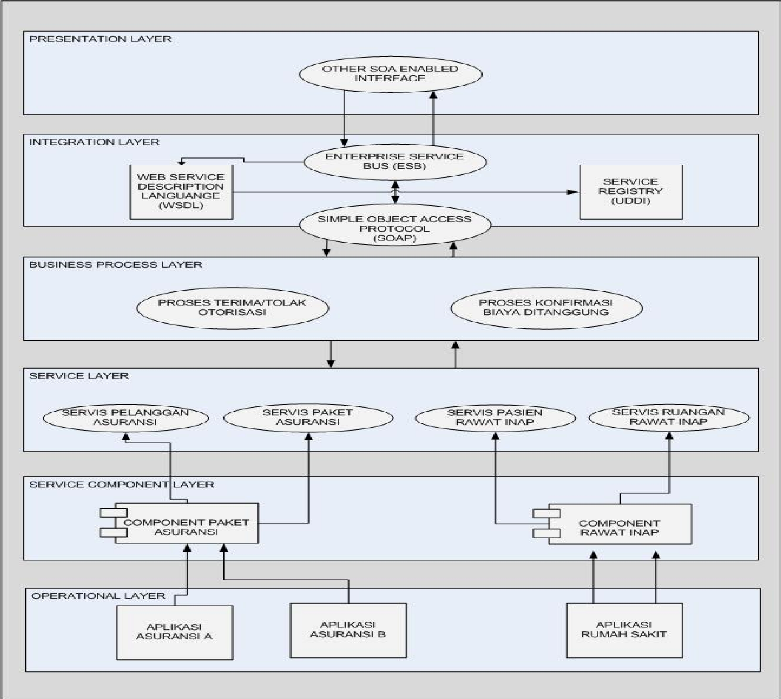 PRESENTATION LAYER
OTHER SOA ENABLED
INTERFACE
INTEGRATION LAYER
ENTERPRISE SERVICE
BUS (ESB)
WEB SERVICE
DESCRIPTION
LANGUANGE
(WSDL)
SERVICE
REGISTRY
(UDDI)
SIMPLE OBJECT ACCESS
PROTOCOL
(SOAP)
BUSINESS PROCESS LAYER
PROSES TERIMA/TOLAK
OTORISASI
PROSES KONFIRMASI
BIAYA DITANGGUNG
SERVICE LAYER
SERVIS PELANGGAN
ASURANSI
SERVIS PAKET
ASURANSI
SERVIS PASIEN
RAWAT INAP
SERVIS RUANGAN
RAWAT INAP
SERVICE COMPONENT LAYER
COMPONENT PAKET
ASURANSI
COMPONENT
RAWAT INAP
OPERATIONAL LAYER
APLIKASI
ASURANSI A
APLIKASI
ASURANSI B
APLIKASI
RUMAH SAKIT